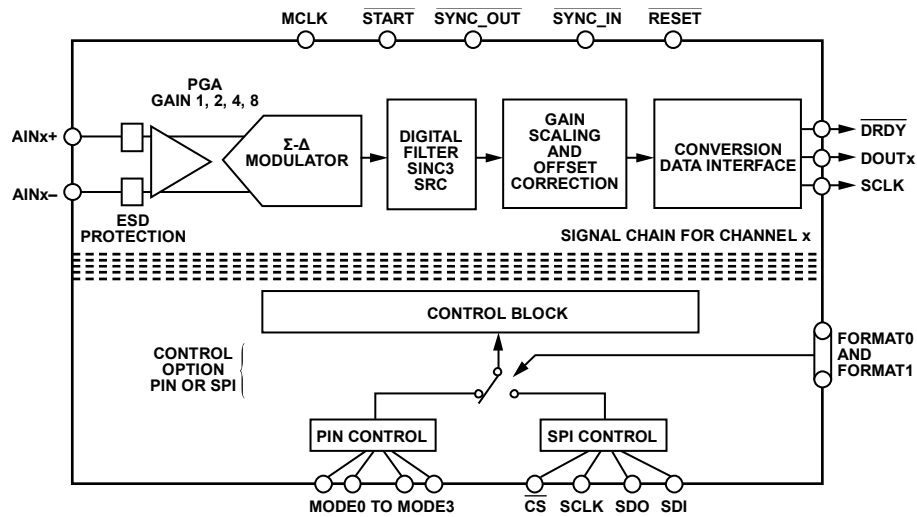 MCLK
START
SYNC_OUT
SYNC_IN
RESET
PGA
GAIN 1, 2, 4, 8
AINx+
AINx–
ESD
PROTECTION
Σ-Δ
MODULATOR
DIGITAL
FILTER
SINC3
SRC
GAIN
SCALING
AND
OFFSET
CORRECTION
CONVERSION
DATA INTERFACE
DRDY
DOUTx
SCLK
SIGNAL CHAIN FOR CHANNEL x
CONTROL BLOCK
CONTROL
OPTION
PIN OR SPI
FORMAT0
AND
FORMAT1
PIN CONTROL
SPI CONTROL
MODE0 TO MODE3
CS
SCLK
SDO
SDI